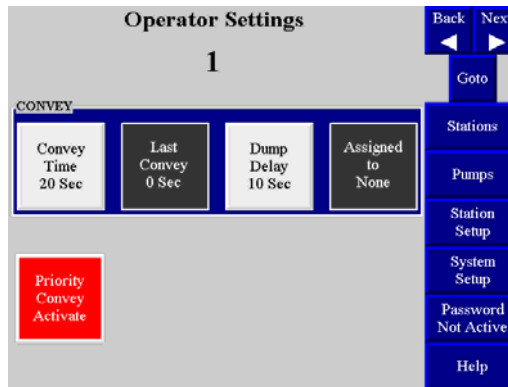 Operator Settings
1
CONVEY
Convey
Time
20 Sec
Last
Convey
0 Sec
Dump
Delay
10 Sec
Assigned
to
None
Priority
Convey
Activate
Back
Nex
Goto
Stations
Pumps
Station
Setup
System
Setup
Password
Not Active
Help